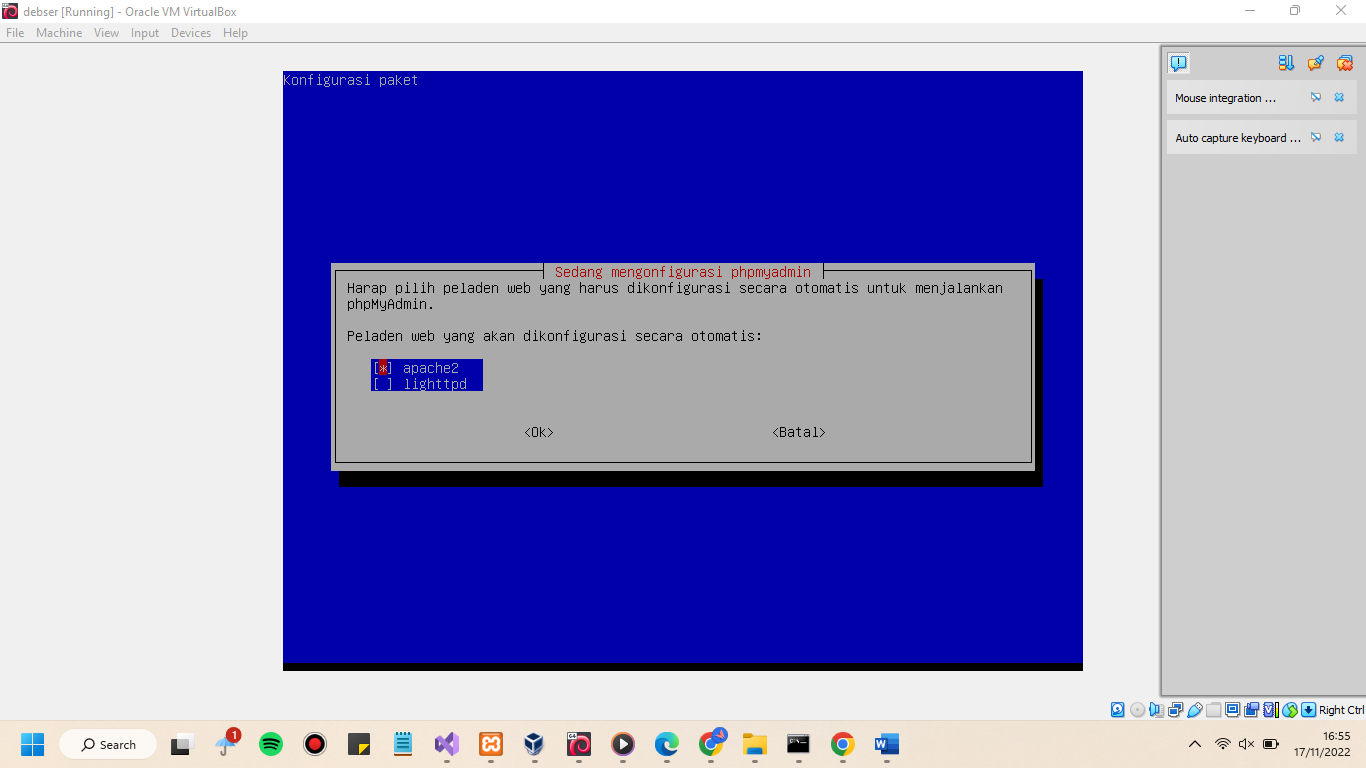 debser [Running] - Oracle VM VirtualBox
File Machine View Input Devices Help
Konfigurasi paket
Mouse integration ...
Auto capture keyboard ...
Sedang mengonfigurasi phpmyadmin
Harap pilih peladen web yang harus dikonfigurasi secara otomatis untuk menjalankan
phpMyAdmin.
Peladen web yang akan dikonfigurasi secara otomatis:
[*] apache2
[ ] lighttpd
<Ok> <Batal>
Right Ctrl
Search
1
16:55
17/11/2022